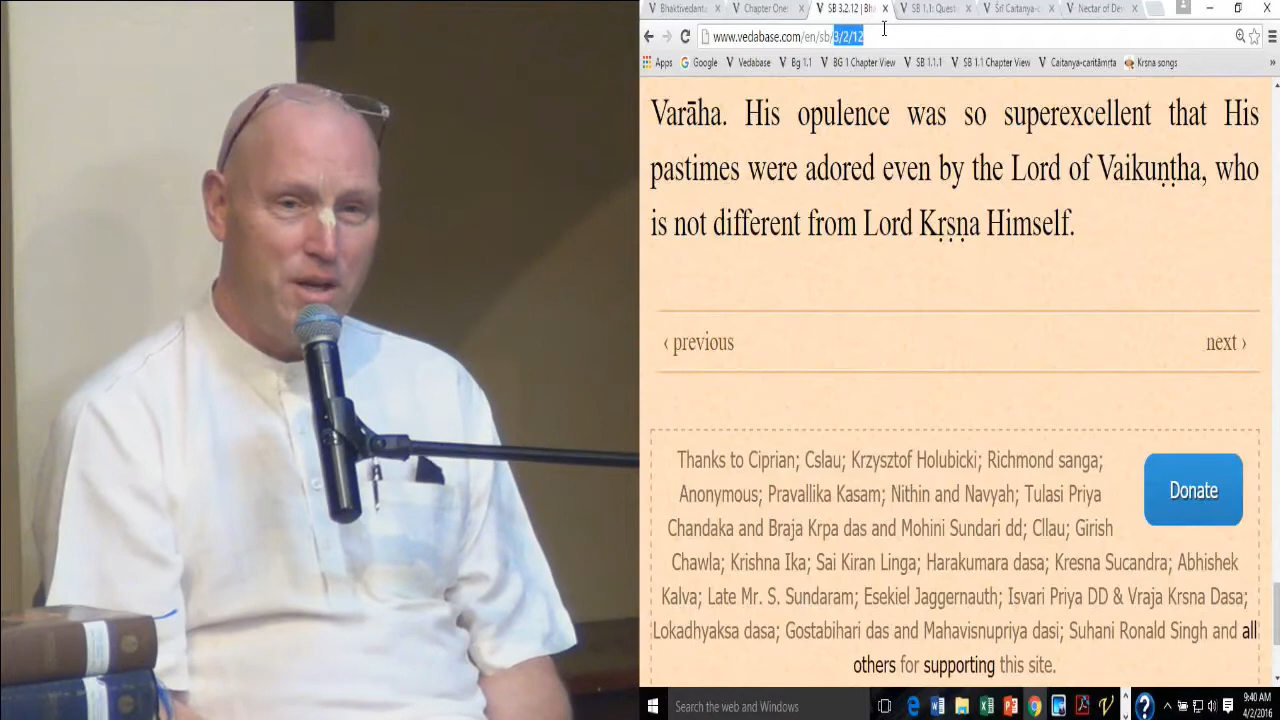 Bhaktivedanta
Chapter One:
SB 3.2.12 | Bha
SB 1.1: Quest
Śrī Caitanya-c
Nectar of De
www.vedabase.com/en/sb/3/2/12
Apps
Google
Vedabase
Bg 1.1
BG 1 Chapter View
SB 1.1.1
SB 1.1 Chapter View
Caitanya-caritāmṛta
Krsna songs
»
Varāha. His opulence was so superexcellent that His
pastimes were adored even by the Lord of Vaikuṇṭha, who
is not different from Lord Kṛṣṇa Himself.
‹ previous
next ›
Thanks to Ciprian; Cslau; Krzysztof Holubicki; Richmond sanga;
Anonymous; Pravallika Kasam; Nithin and Navyah; Tulasi Priya
Chandaka and Braja Krpa das and Mohini Sundari dd; Cllau; Girish
Chawla; Krishna Ika; Sai Kiran Linga; Harakumara dasa; Kresna Sucandra; Abhishek
Kalva; Late Mr. S. Sundaram; Esekiel Jaggernauth; Isvari Priya DD & Vraja Krsna Dasa;
Lokadhyaksa dasa; Gostabihari das and Mahavisnupriya dasi; Suhani Ronald Singh and all
others for supporting this site.
Donate
Search the web and Windows
9:40 AM
4/2/2016